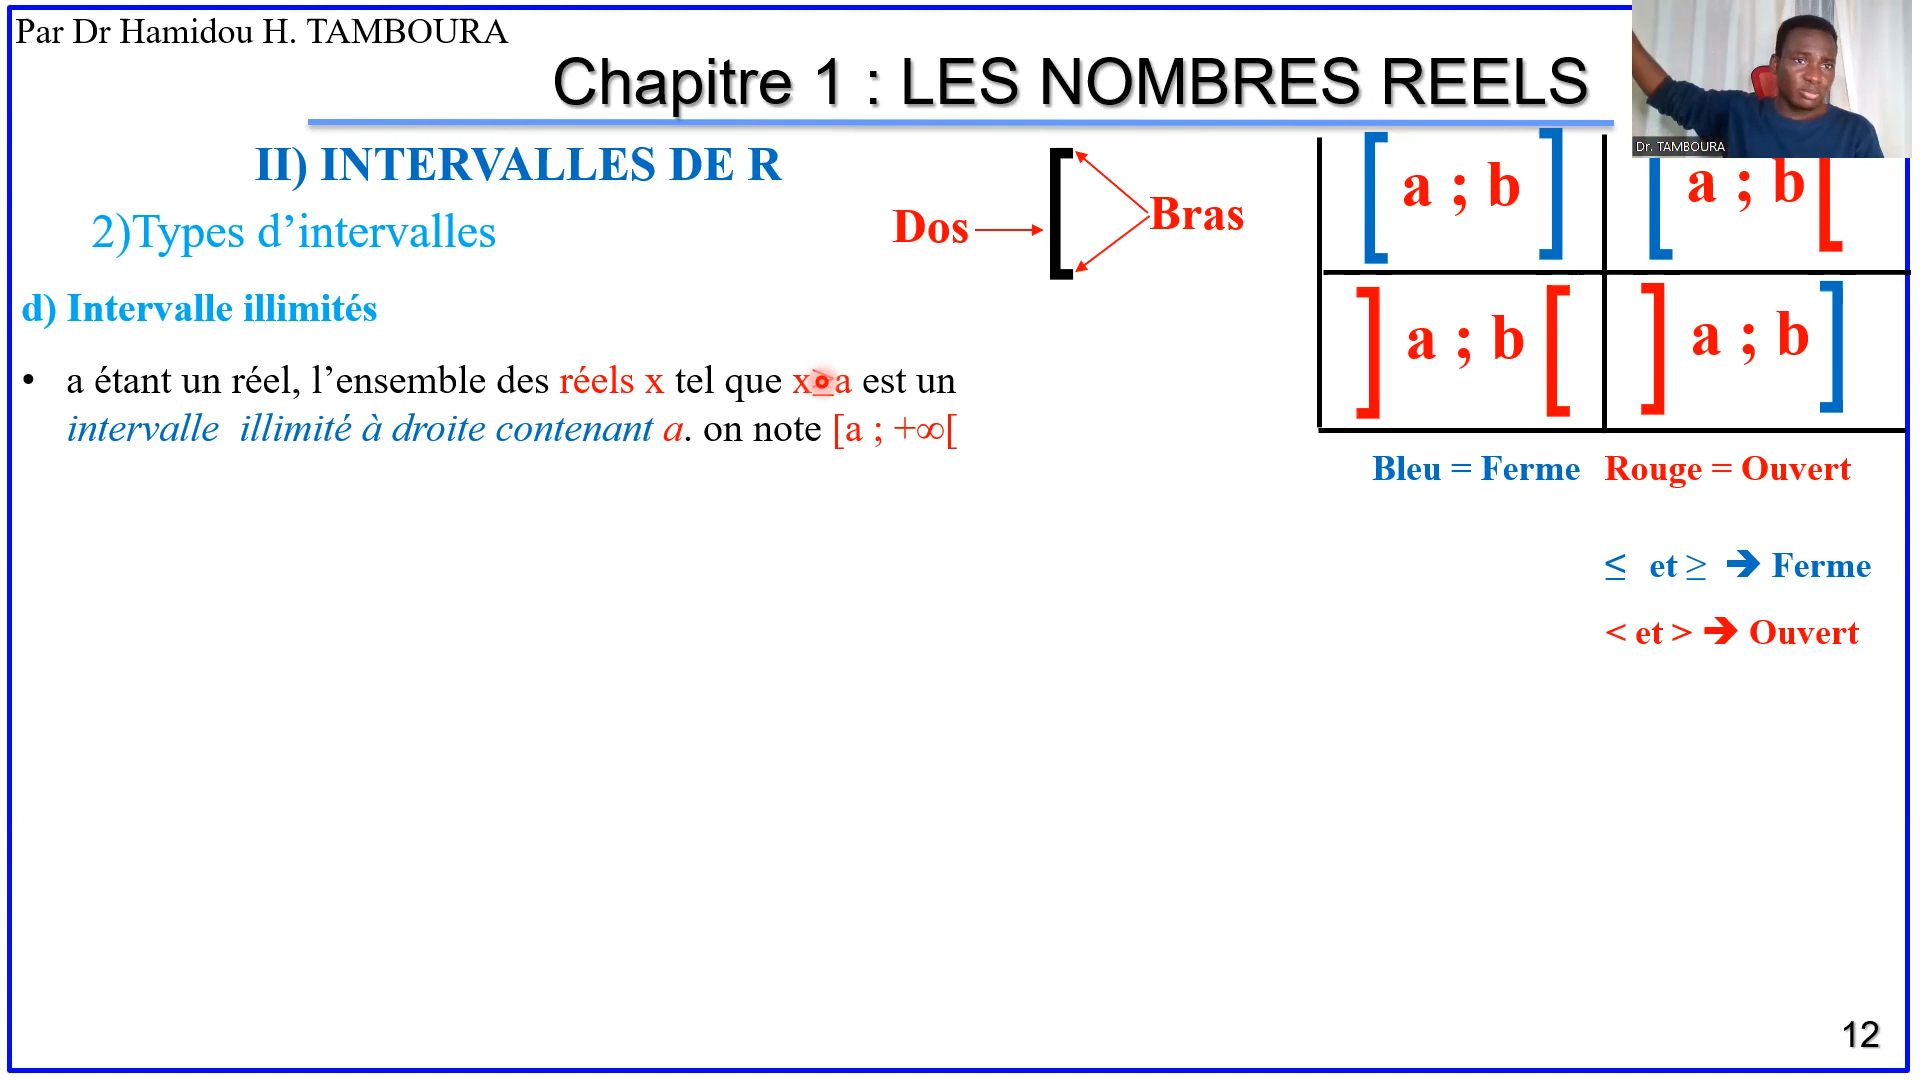 Par Dr Hamidou H. TAMBOURA
Chapitre 1 : LES NOMBRES REELS
Dr. TAMBOURA
II) INTERVALLES DE R
2)Types d’intervalles
Dos
[
Bras
[ a ; b ]
[ a ; b [
] a ; b [
] a ; b ]
d) Intervalle illimités
• a étant un réel, l’ensemble des réels x tel que x≥a est un
intervalle illimité à droite contenant a. on note [a ; +∞[
Bleu = Ferme Rouge = Ouvert
≤ et ≥ ➔ Ferme
< et > ➔ Ouvert
12